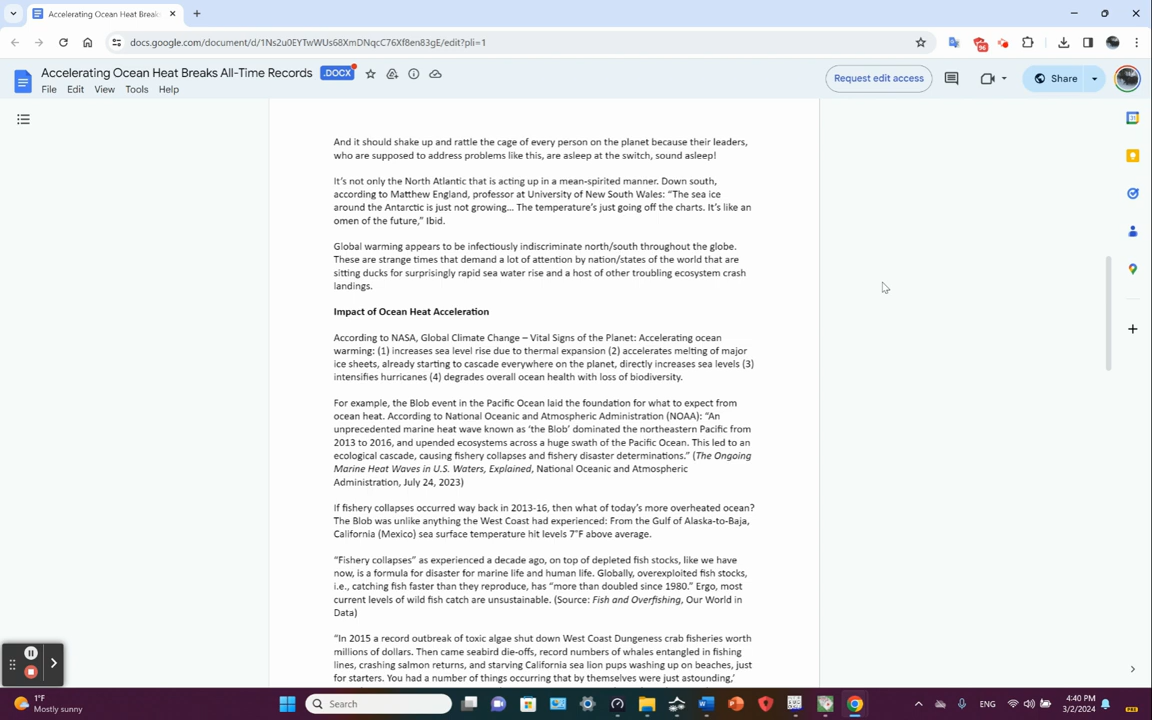 Accelerating Ocean Heat Break
docs.google.com/document/d/1Ns2u0EYTwWUs68XmDNqcC76Xf8en83gE/edit?pli=1
96
Accelerating Ocean Heat Breaks All-Time Records .DOCX
Request edit access
Share
File Edit View Tools Help
31
And it should shake up and rattle the cage of every person on the planet because their leaders,
who are supposed to address problems like this, are asleep at the switch, sound asleep!
It's not only the North Atlantic that is acting up in a mean-spirited manner. Down south,
according to Matthew England, professor at University of New South Wales: “The sea ice
around the Antarctic is just not growing… The temperature's just going off the charts. It's like an
omen of the future,” Ibid.
Global warming appears to be infectiously indiscriminate north/south throughout the globe.
These are strange times that demand a lot of attention by nation/states of the world that are
sitting ducks for surprisingly rapid sea water rise and a host of other troubling ecosystem crash
landings.
Impact of Ocean Heat Acceleration
According to NASA, Global Climate Change – Vital Signs of the Planet: Accelerating ocean
warming: (1) increases sea level rise due to thermal expansion (2) accelerates melting of major
ice sheets, already starting to cascade everywhere on the planet, directly increases sea levels (3)
intensifies hurricanes (4) degrades overall ocean health with loss of biodiversity.
For example, the Blob event in the Pacific Ocean laid the foundation for what to expect from
ocean heat. According to National Oceanic and Atmospheric Administration (NOAA): “An
unprecedented marine heat wave known as ‘the Blob’ dominated the northeastern Pacific from
2013 to 2016, and upended ecosystems across a huge swath of the Pacific Ocean. This led to an
ecological cascade, causing fishery collapses and fishery disaster determinations.” (The Ongoing
Marine Heat Waves in U.S. Waters, Explained, National Oceanic and Atmospheric
Administration, July 24, 2023)
If fishery collapses occurred way back in 2013-16, then what of today's more overheated ocean?
The Blob was unlike anything the West Coast had experienced: From the Gulf of Alaska-to-Baja,
California (Mexico) sea surface temperature hit levels 7°F above average.
“Fishery collapses” as experienced a decade ago, on top of depleted fish stocks, like we have
now, is a formula for disaster for marine life and human life. Globally, overexploited fish stocks,
i.e., catching fish faster than they reproduce, has “more than doubled since 1980.” Ergo, most
current levels of wild fish catch are unsustainable. (Source: Fish and Overfishing, Our World in
Data)
“In 2015 a record outbreak of toxic algae shut down West Coast Dungeness crab fisheries worth
millions of dollars. Then came seabird die-offs, record numbers of whales entangled in fishing
lines, crashing salmon returns, and starving California sea lion pups washing up on beaches, just
for starters. You had a number of things occurring that by themselves were just astounding,’
1°F
Mostly sunny
Search
ENG
4:40 PM
3/2/2024